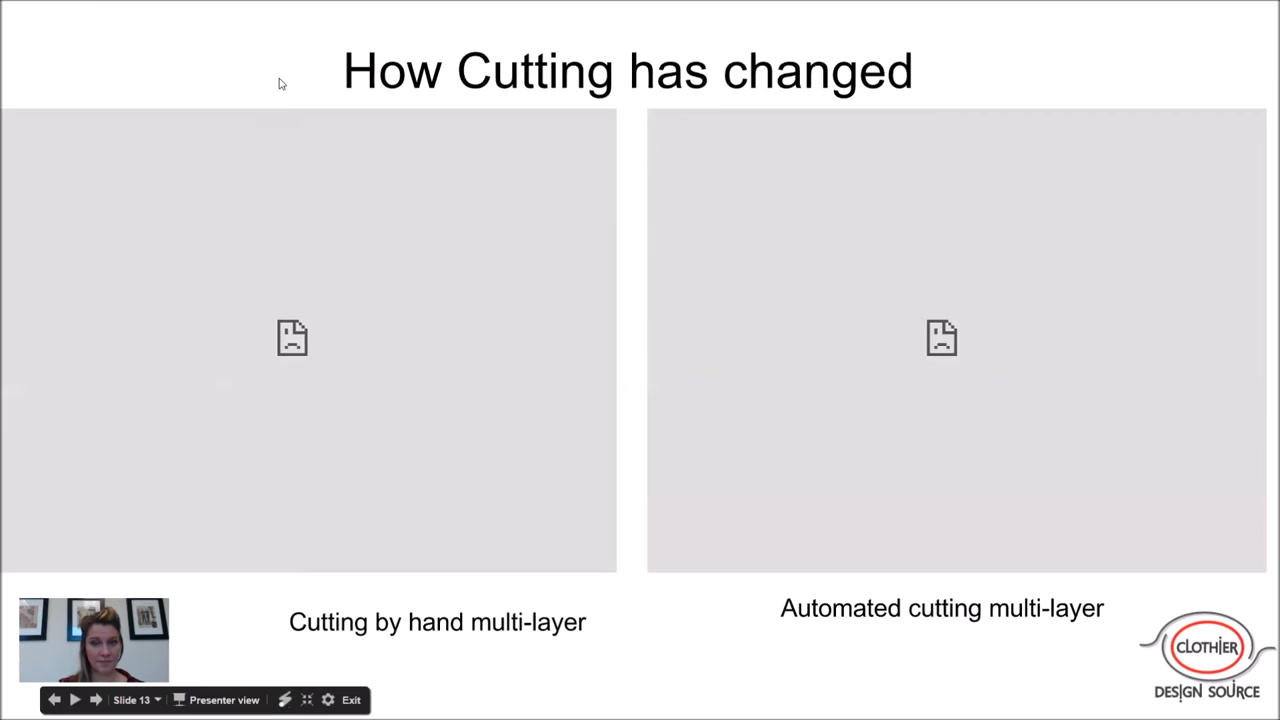 How Cutting has changed
Cutting by hand multi-layer
Automated cutting multi-layer
CLOTHIER
DESIGN SOURCE
Slide 13
Presenter view
Exit